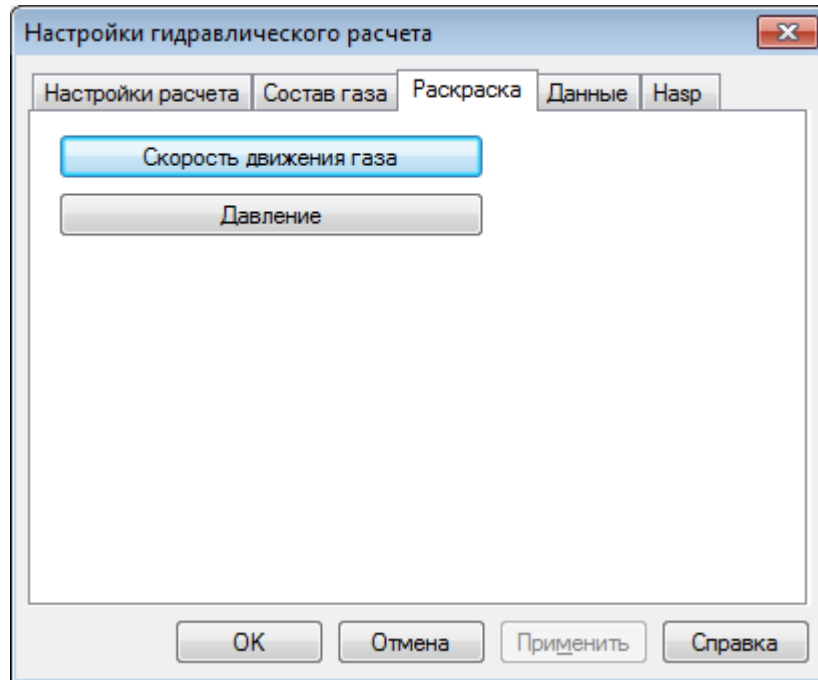 Настройки гидравлического расчета
Настройки расчета Состав газа Раскраска Данные Hasp
Скорость движения газа
Давление
OK Отмена Применить Справка